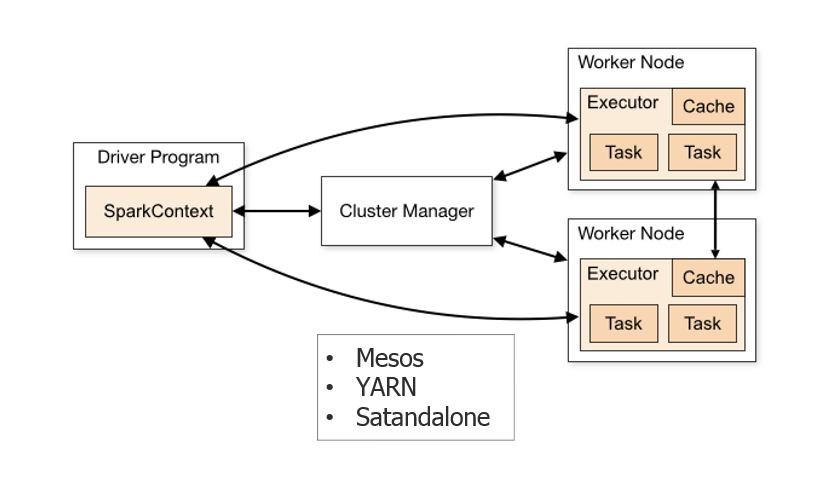 Driver Program
SparkContext
Cluster Manager
Worker Node
Executor
Cache
Task Task
Worker Node
Executor
Cache
Task Task
• Mesos
• YARN
• Satandalone